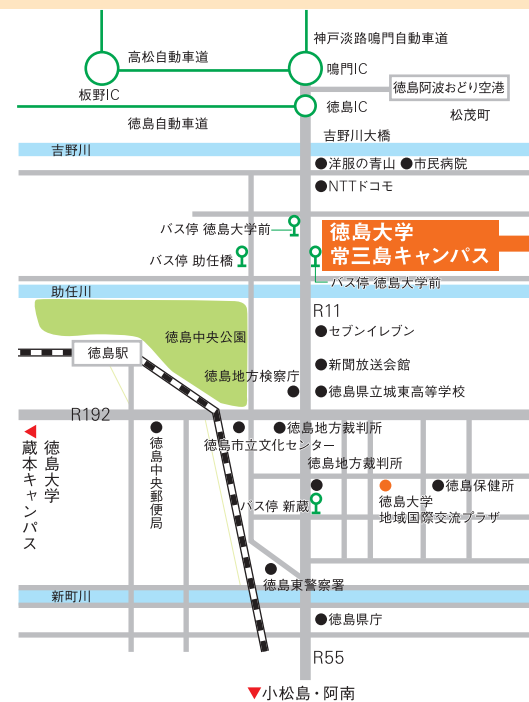 神戸淡路鳴門自動車道
高松自動車道
鳴門IC
板野IC
徳島阿波おどり空港
徳島IC
松茂町
徳島自動車道
吉野川大橋
吉野川
洋服の青山
市民病院
NTTドコモ
バス停 徳島大学前
徳島大学
常三島キャンパス
バス停 助任橋
バス停 徳島大学前
助任川
R11
セブンイレブン
徳島中央公園
徳島駅
新聞放送会館
徳島地方検察庁
徳島県立城東高等学校
R192
徳島地方裁判所
徳島市立文化センター
徳島大学
蔵本キャンパス
徳島中央郵便局
徳島地方裁判所
徳島保健所
バス停 新蔵
徳島大学
地域国際交流プラザ
徳島東警察署
新町川
徳島県庁
R55
小松島・阿南